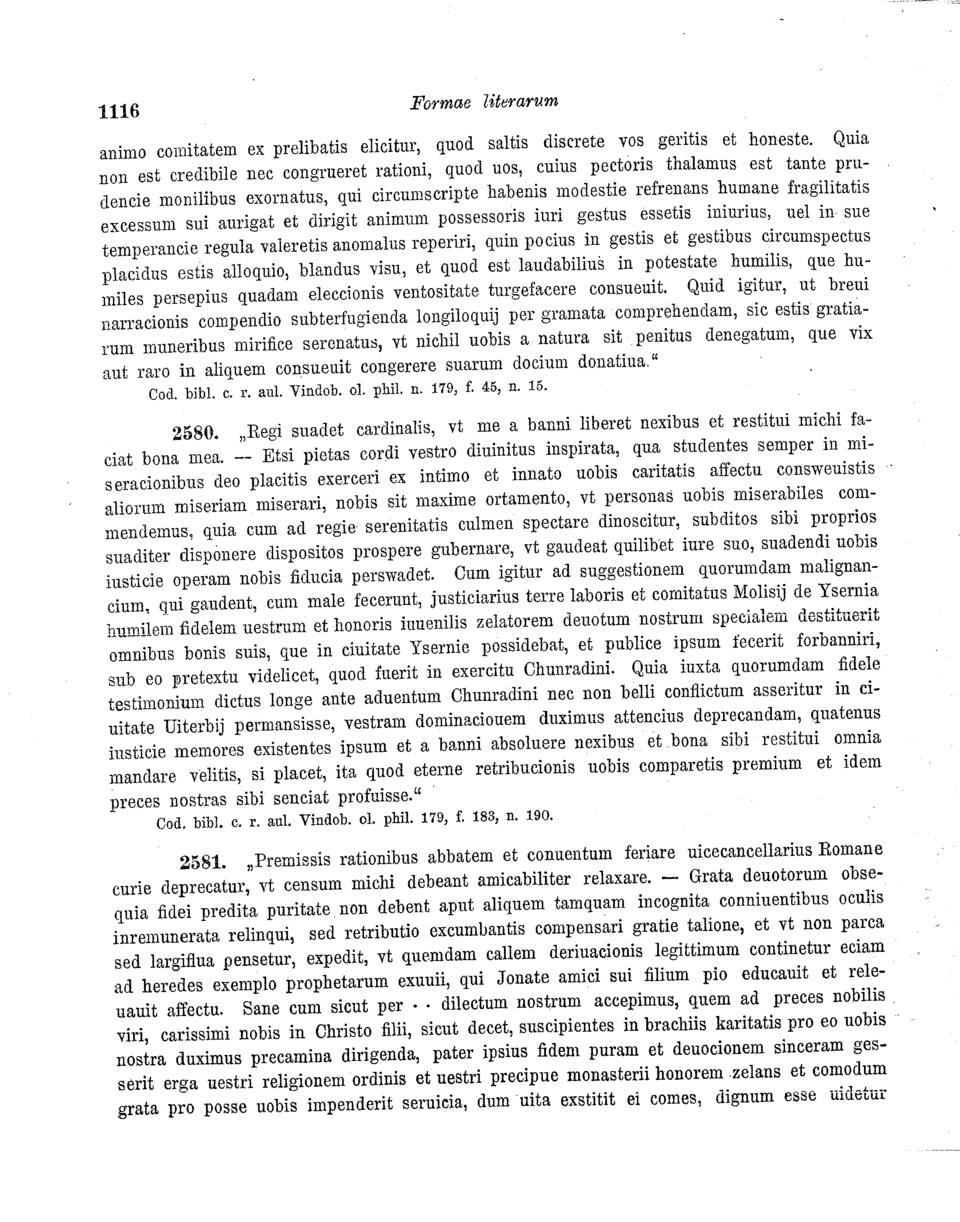 1116
Formae literarum
animo comitatem ex prelibatis elicitur, quod saltis discrete vos geritis et honeste. Quia
non est credibile nec congrueret rationi, quod uos, cuius pectoris thalamus est tante pru-
dencie monilibus exornatus, qui circumscripte habenis modestie refrenans humane fragilitatis
excessum sui aurigat et dirigit animum possessoris iuri gestus essetis iniurius, uel in sue
temperancie regula valeretis anomalus reperiri, quin pocius in gestis et gestibus circumspectus
placidus estis alloquio, blandus visu, et quod est laudabilius in potestate humilis, que hu-
miles persepius quadam eleccionis ventositate turgefacere consueuit. Quid igitur, ut breui
narracionis compendio subterfugienda longiloquij per gramata comprehendam, sic estis gratia-
rum muneribus mirifice serenatus, vt nichil uobis a natura sit penitus denegatum, que vix
aut raro in aliquem consueuit congerere suarum docium donatiua.“
Cod. bibl. c. r. aul. Vindob. ol. phil. n. 179, f. 45, n. 15.
2580. „Regi suadet cardinalis, vt me a banni liberet nexibus et restitui michi fa-
ciat bona mea. — Etsi pietas cordi vestro diuinitus inspirata, qua studentes semper in mi-
seracionibus deo placitis exerceri ex intimo et innato uobis caritatis affectu consweuistis
aliorum miseriam miserari, nobis sit maxime ortamento, vt personas uobis miserabiles com-
mendemus, quia cum ad regie serenitatis culmen spectare dinoscitur, subditos sibi proprios
suaditer disponere dispositos prospere gubernare, vt gaudeat quilibet iure suo, suadendi uobis
iusticie operam nobis fiducia perswadet. Cum igitur ad suggestionem quorumdam malignan-
cium, qui gaudent, cum male fecerunt, justiciarius terre laboris et comitatus Molisij de Ysernia
humilem fidelem uestrum et honoris iuuenilis zelatorem deuotum nostrum specialem destituerit
omnibus bonis suis, que in ciuitate Ysernie possidebat, et publice ipsum fecerit forbanniri,
sub eo pretextu videlicet, quod fuerit in exercitu Chunradini. Quia iuxta quorumdam fidele
testimonium dictus longe ante aduentum Chunradini nec non belli conflictum asseritur in ci-
uitate Uiterbij permansisse, vestram dominacionem duximus attencius deprecandam, quatenus
iusticie memores existentes ipsum et a banni absoluere nexibus et bona sibi restitui omnia
mandare velitis, si placet, ita quod eterne retribucionis uobis comparetis premium et idem
preces nostras sibi senciat profuisse.“
Cod. bibl. c. r. aul. Vindob. ol. phil. 179, f. 183, n. 190.
2581. „Premissis rationibus abbatem et conuentum feriare uicecancellarius Romane
curie deprecatur, vt censum michi debeant amicabiliter relaxare. — Grata deuotorum obse-
quia fidei predita puritate non debent aput aliquem tamquam incognita conniuentibus oculis
inremunerata relinqui, sed retributio excumbantis compensari gratie talione, et vt non parca
sed largiflua pensetur, expedit, vt quemdam callem deriuacionis legittimum continetur eciam
ad heredes exemplo prophetarum exuuii, qui Jonate amici sui filium pio educauit et rele-
uauit affectu. Sane cum sicut per · · dilectum nostrum accepimus, quem ad preces nobilis
viri, carissimi nobis in Christo filii, sicut decet, suscipientes in brachiis karitatis pro eo uobis
nostra duximus precamina dirigenda, pater ipsius fidem puram et deuocionem sinceram ges-
serit erga uestri religionem ordinis et uestri precipue monasterii honorem zelans et comodum
grata pro posse uobis impenderit seruicia, dum uita exstitit ei comes, dignum esse uidetur